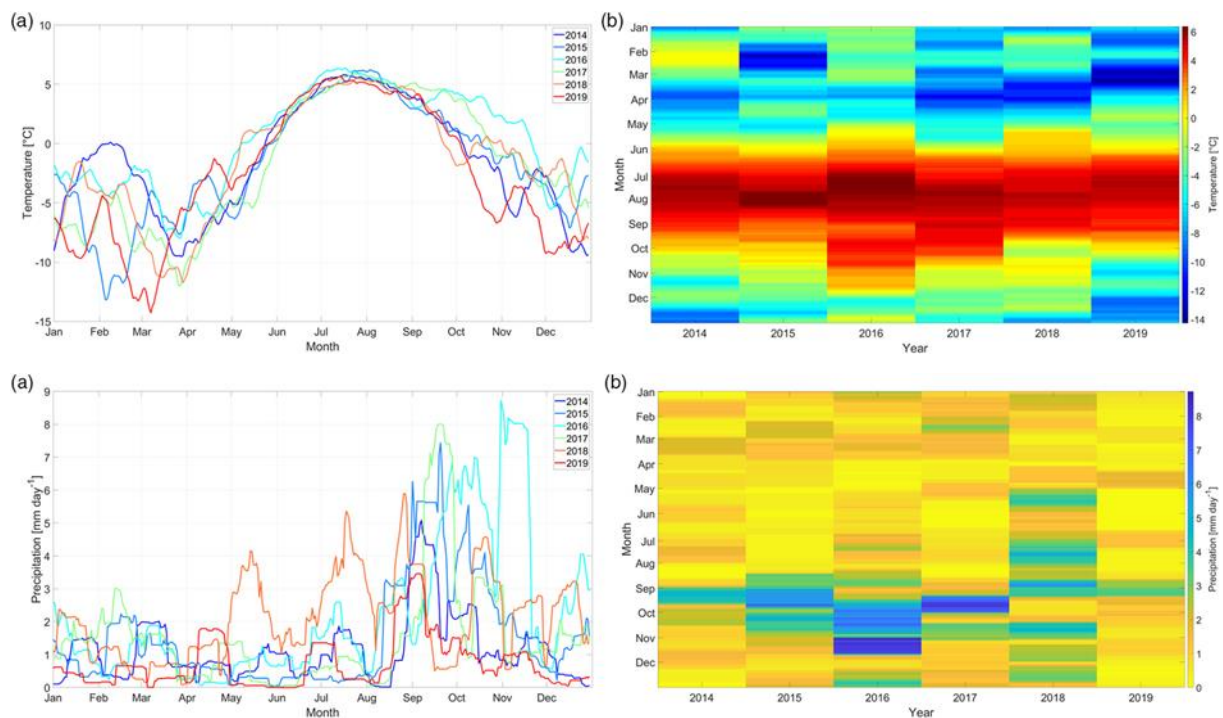 (a)
10
5
0
-5
-10
-15
Temperature [°C]
Jan Feb Mar Apr May Jun Jul Aug Sep Oct Nov Dec
Month
2014
2015
2016
2017
2018
2019
(b)
Jan
Feb
Mar
Apr
May
Jun
Jul
Aug
Sep
Oct
Nov
Dec
Month
2014 2015 2016 2017 2018 2019
Year
6
4
2
0
-2
-4
-6
-8
-10
-12
-14
Temperature [°C]
(a)
9
8
7
6
5
4
3
2
1
0
Precipitation [mm day⁻¹]
Jan Feb Mar Apr May Jun Jul Aug Sep Oct Nov Dec
Month
2014
2015
2016
2017
2018
2019
(b)
Jan
Feb
Mar
Apr
May
Jun
Jul
Aug
Sep
Oct
Nov
Dec
Month
2014 2015 2016 2017 2018 2019
Year
8
7
6
5
4
3
2
1
0
Precipitation [mm day⁻¹]